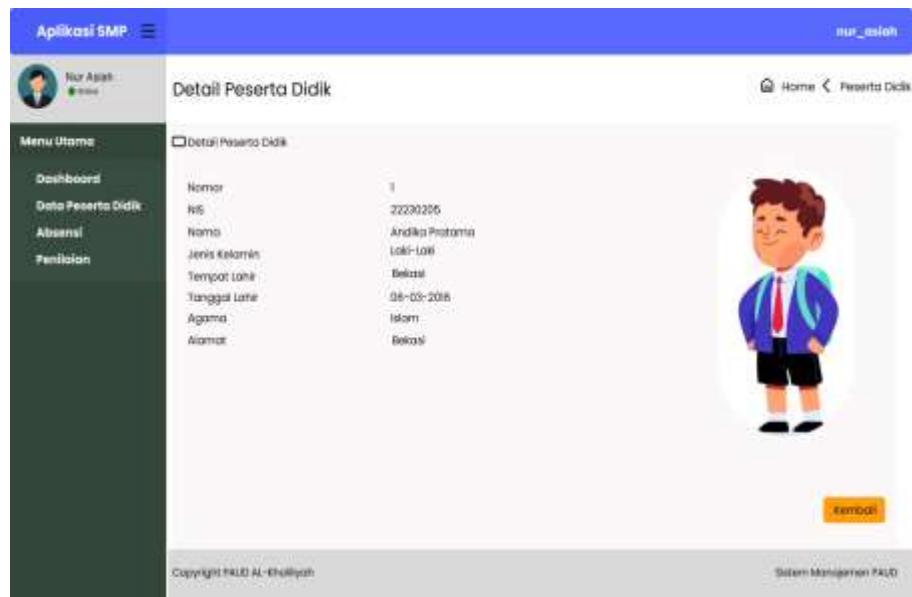 Aplikasi SMP
nur_asiah
Nur Asiah
Online
Detail Peserta Didik
Home Peserta Didik
Menu Utama
Detail Peserta Didik
Dashboard
Data Peserta Didik
Absensi
Penilaian
Nomor 1
NIS 22230205
Nama Andika Pratama
Jenis Kelamin Laki-Laki
Tempat Lahir Bekasi
Tanggal Lahir 06-03-2016
Agama Islam
Alamat Bekasi
Kembali
Copyright PAUD AL-Kholiliyah
Sistem Manajemen PAUD